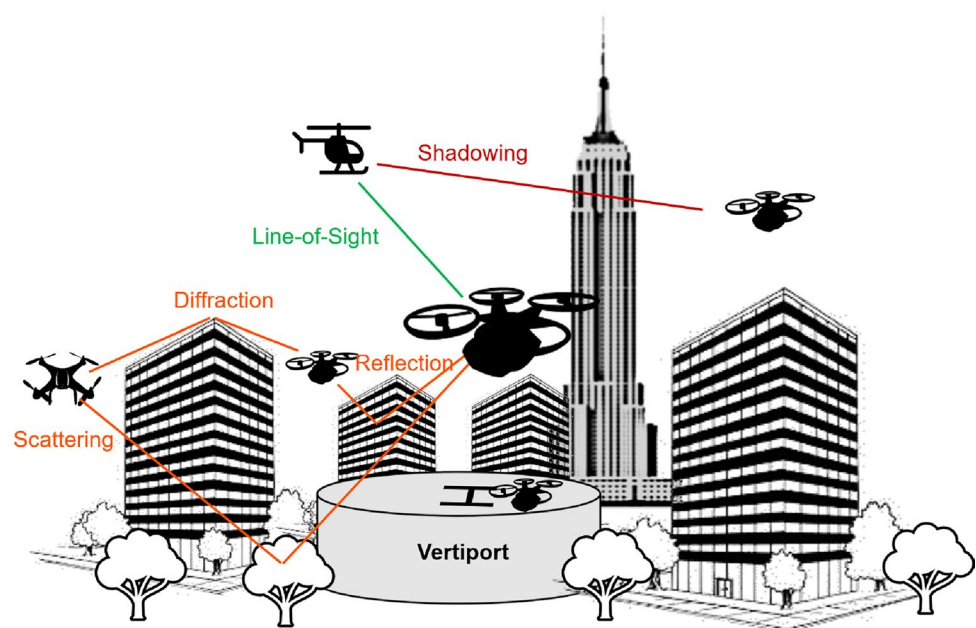 Shadowing
Line-of-Sight
Diffraction
Reflection
Scattering
H
Vertiport